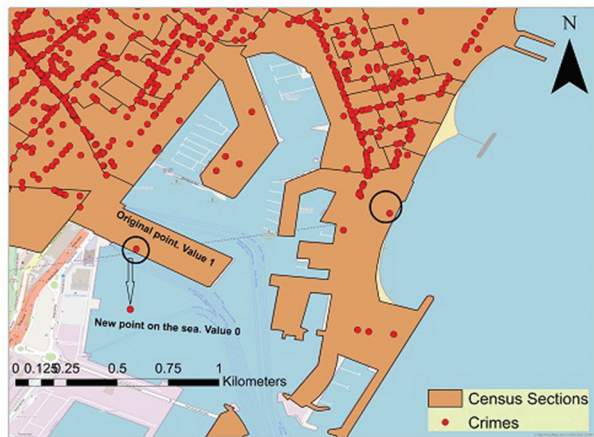 N
Original point. Value 1
New point on the sea. Value 0
0 0.125 0.25 0.5 0.75 1
Kilometers
Census Sections
Crimes